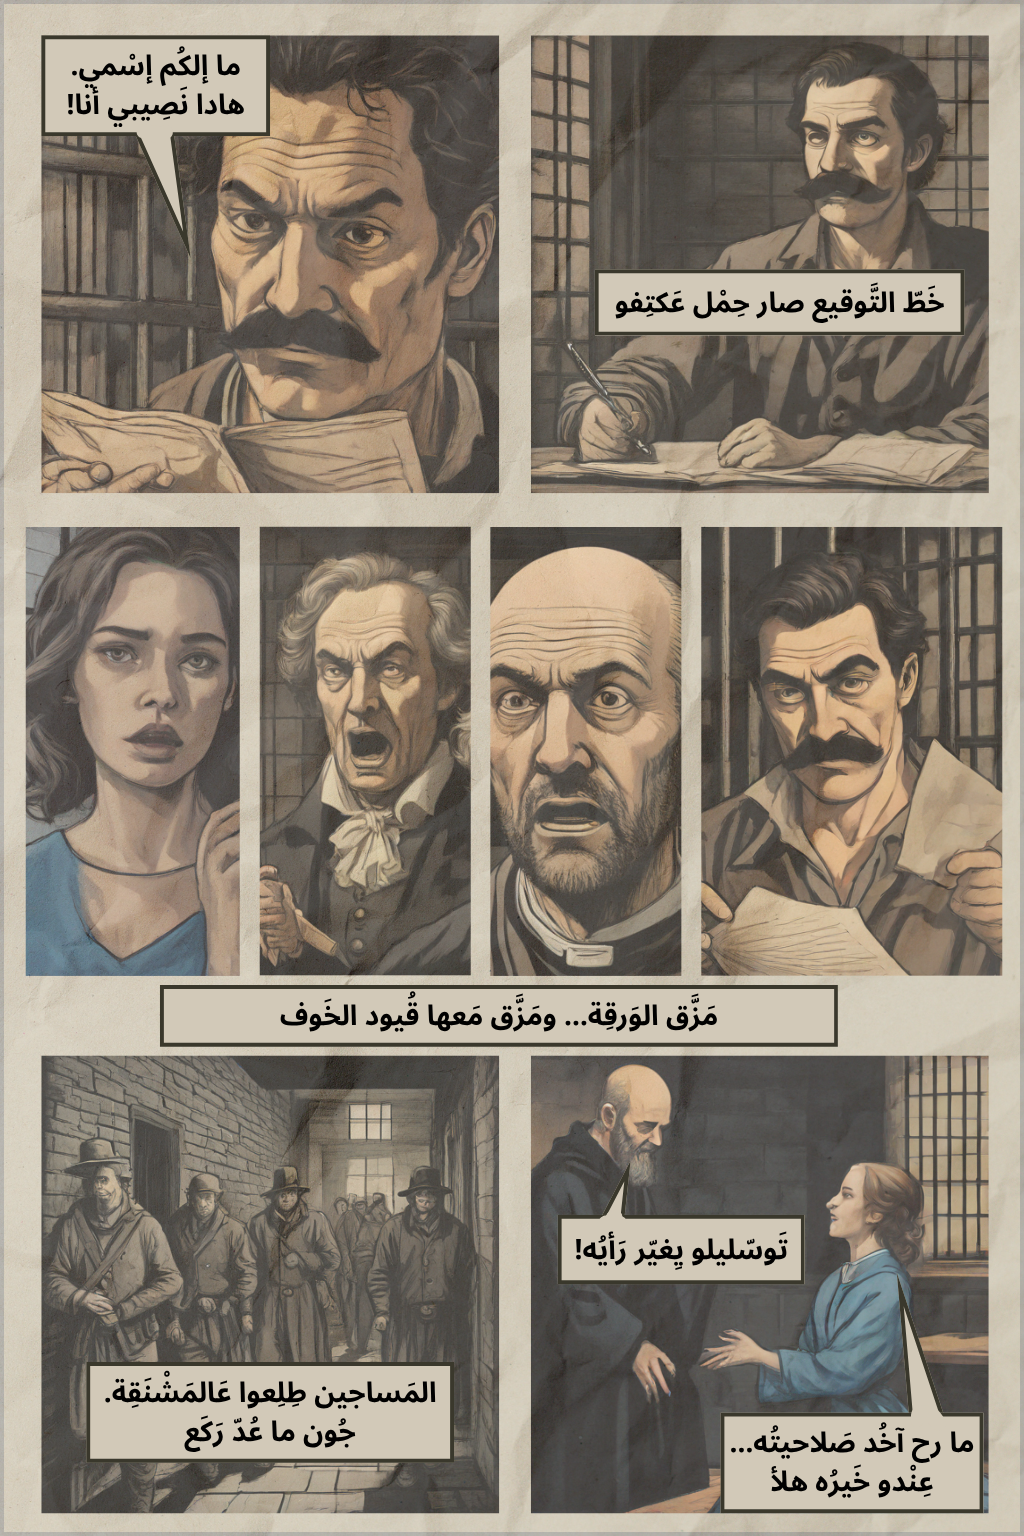 خَطّ التَّوقيع صار حِمْل عَكتِفو
ما إلكُم إسْمي.
هادا نَصِيبي أنا!
مَزَّق الوَرقِة... ومَزَّق مَعها قُيود الخَوف
تَوسّليلو يِغيّر رَأيُه!
ما رح آخُد صَلاحيتُه...
عِنْدو خَيرُه هلأ
المَساجين طِلِعوا عَالمَشْنَقِة.
جُون ما عُدّ رَكَع